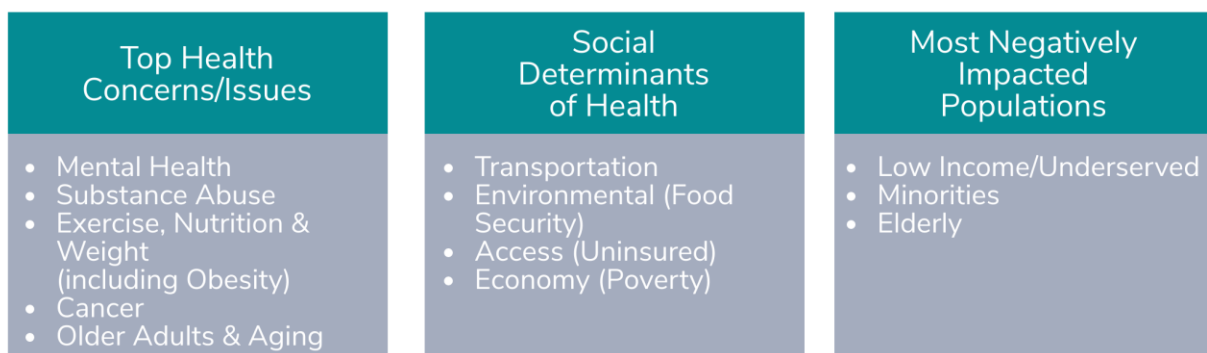 Top Health
Concerns/Issues
• Mental Health
• Substance Abuse
• Exercise, Nutrition &
Weight
(including Obesity)
• Cancer
• Older Adults & Aging
Social
Determinants
of Health
• Transportation
• Environmental (Food
Security)
• Access (Uninsured)
• Economy (Poverty)
Most Negatively
Impacted
Populations
• Low Income/Underserved
• Minorities
• Elderly